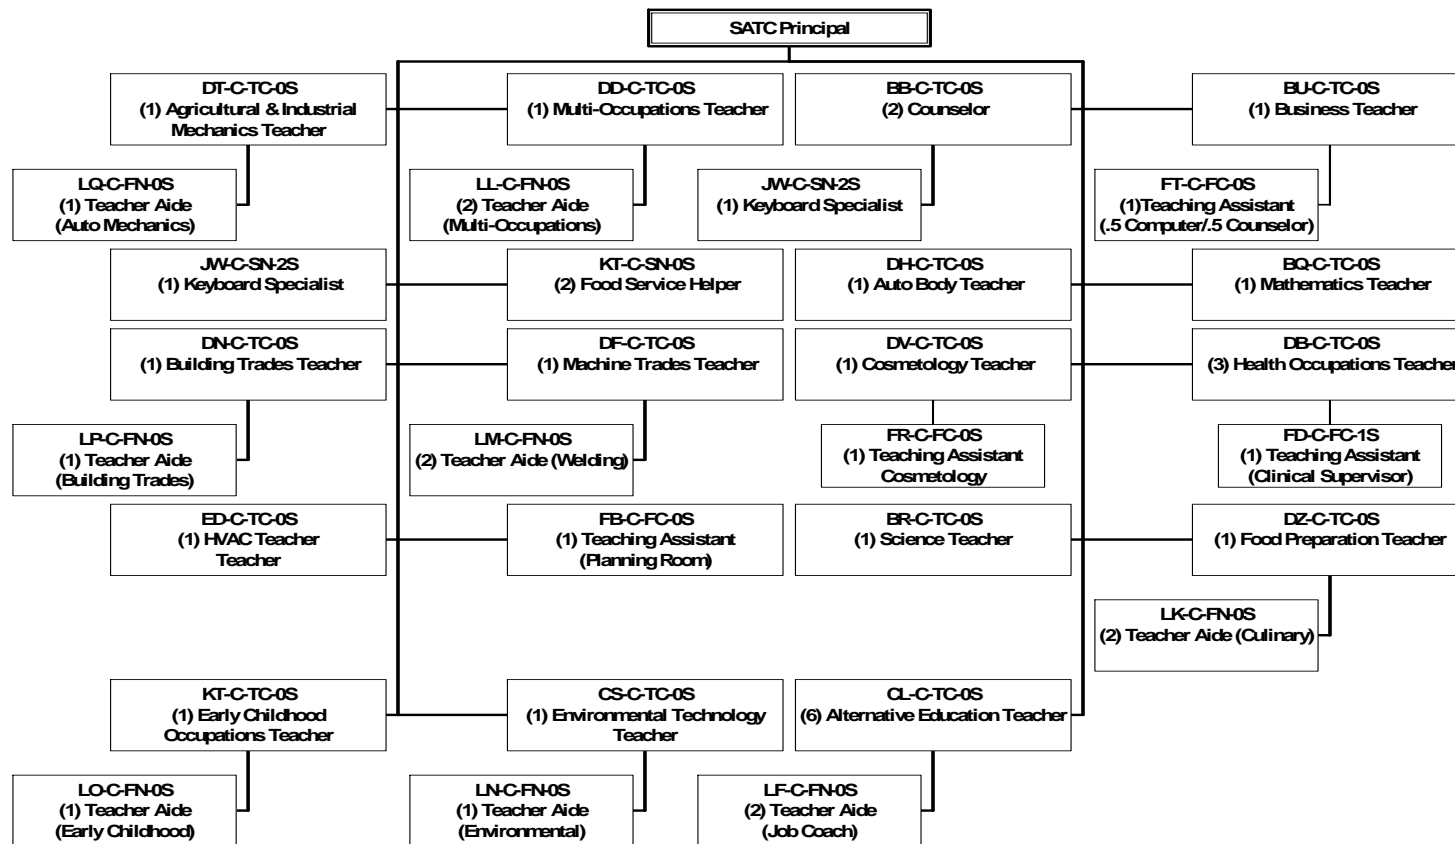 SATC Principal
DT-C-TC-0S
(1) Agricultural & Industrial
Mechanics Teacher
DD-C-TC-0S
(1) Multi-Occupations Teacher
BB-C-TC-0S
(2) Counselor
BU-C-TC-0S
(1) Business Teacher
LQ-C-FN-0S
(1) Teacher Aide
(Auto Mechanics)
LL-C-FN-0S
(2) Teacher Aide
(Multi-Occupations)
JW-C-SN-2S
(1) Keyboard Specialist
FT-C-FC-0S
(1)Teaching Assistant
(.5 Computer/.5 Counselor)
JW-C-SN-2S
(1) Keyboard Specialist
KT-C-SN-0S
(2) Food Service Helper
DH-C-TC-0S
(1) Auto Body Teacher
BQ-C-TC-0S
(1) Mathematics Teacher
DN-C-TC-0S
(1) Building Trades Teacher
DF-C-TC-0S
(1) Machine Trades Teacher
DV-C-TC-0S
(1) Cosmetology Teacher
DB-C-TC-0S
(3) Health Occupations Teacher
LP-C-FN-0S
(1) Teacher Aide
(Building Trades)
LM-C-FN-0S
(2) Teacher Aide (Welding)
FR-C-FC-0S
(1) Teaching Assistant
Cosmetology
FD-C-FC-1S
(1) Teaching Assistant
(Clinical Supervisor)
ED-C-TC-0S
(1) HVAC Teacher
Teacher
FB-C-FC-0S
(1) Teaching Assistant
(Planning Room)
BR-C-TC-0S
(1) Science Teacher
DZ-C-TC-0S
(1) Food Preparation Teacher
LK-C-FN-0S
(2) Teacher Aide (Culinary)
KT-C-TC-0S
(1) Early Childhood
Occupations Teacher
CS-C-TC-0S
(1) Environmental Technology
Teacher
CL-C-TC-0S
(6) Alternative Education Teacher
LO-C-FN-0S
(1) Teacher Aide
(Early Childhood)
LN-C-FN-0S
(1) Teacher Aide
(Environmental)
LF-C-FN-0S
(2) Teacher Aide
(Job Coach)